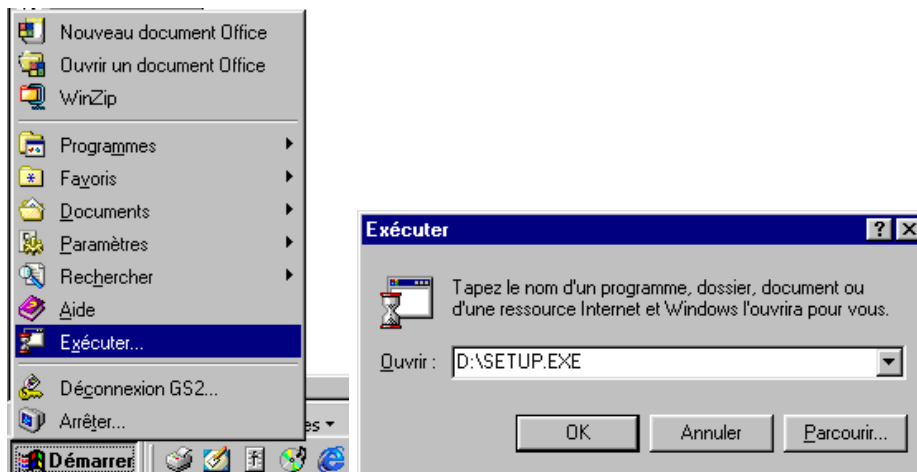 Nouveau document Office
Ouvrir un document Office
WinZip
Programmes
Favoris
Documents
Paramètres
Rechercher
Aide
Exécuter...
Déconnexion GS2...
Arrêter...
es
Démarrer
Exécuter
Tapez le nom d'un programme, dossier, document ou
d'une ressource Internet et Windows l'ouvrira pour vous.
Ouvrir : D:\SETUP.EXE
OK Annuler Parcourir...